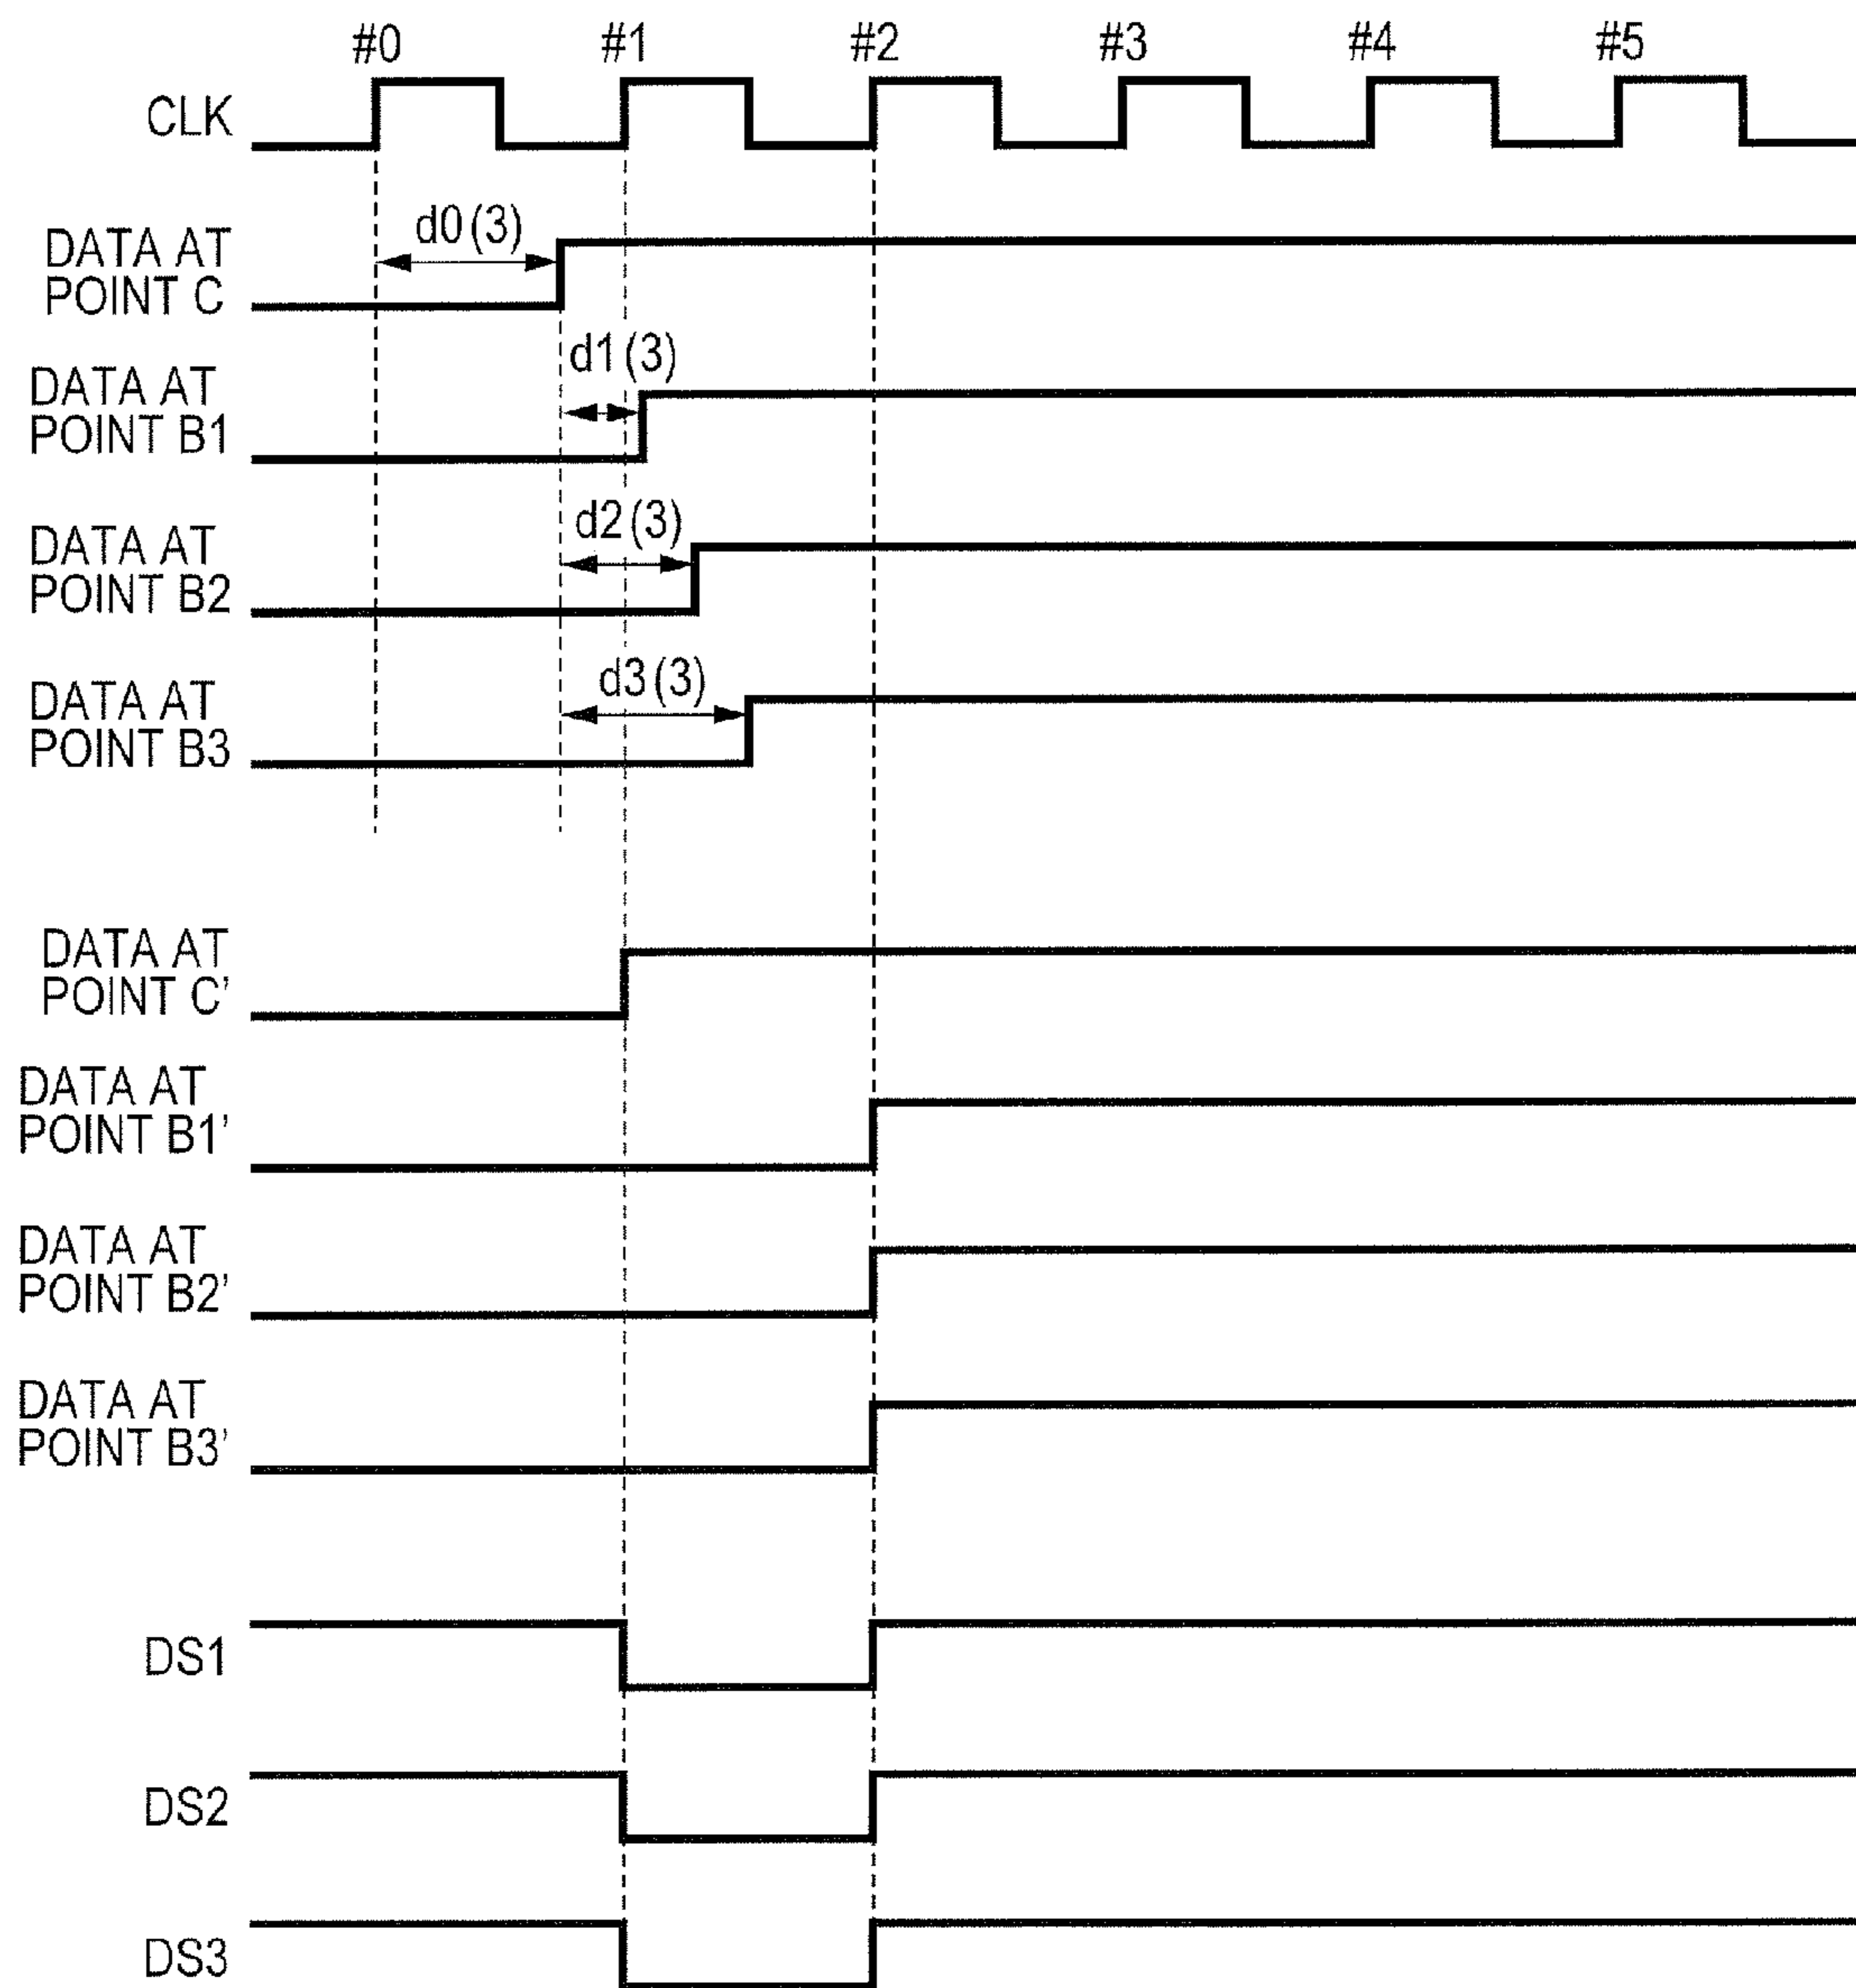 #0 #1 #2 #3 #4 #5
CLK
d0(3)
DATA AT
POINT C
d1(3)
DATA AT
POINT B1
d2(3)
DATA AT
POINT B2
d3(3)
DATA AT
POINT B3
DATA AT
POINT C'
DATA AT
POINT B1'
DATA AT
POINT B2'
DATA AT
POINT B3'
DS1
DS2
DS3